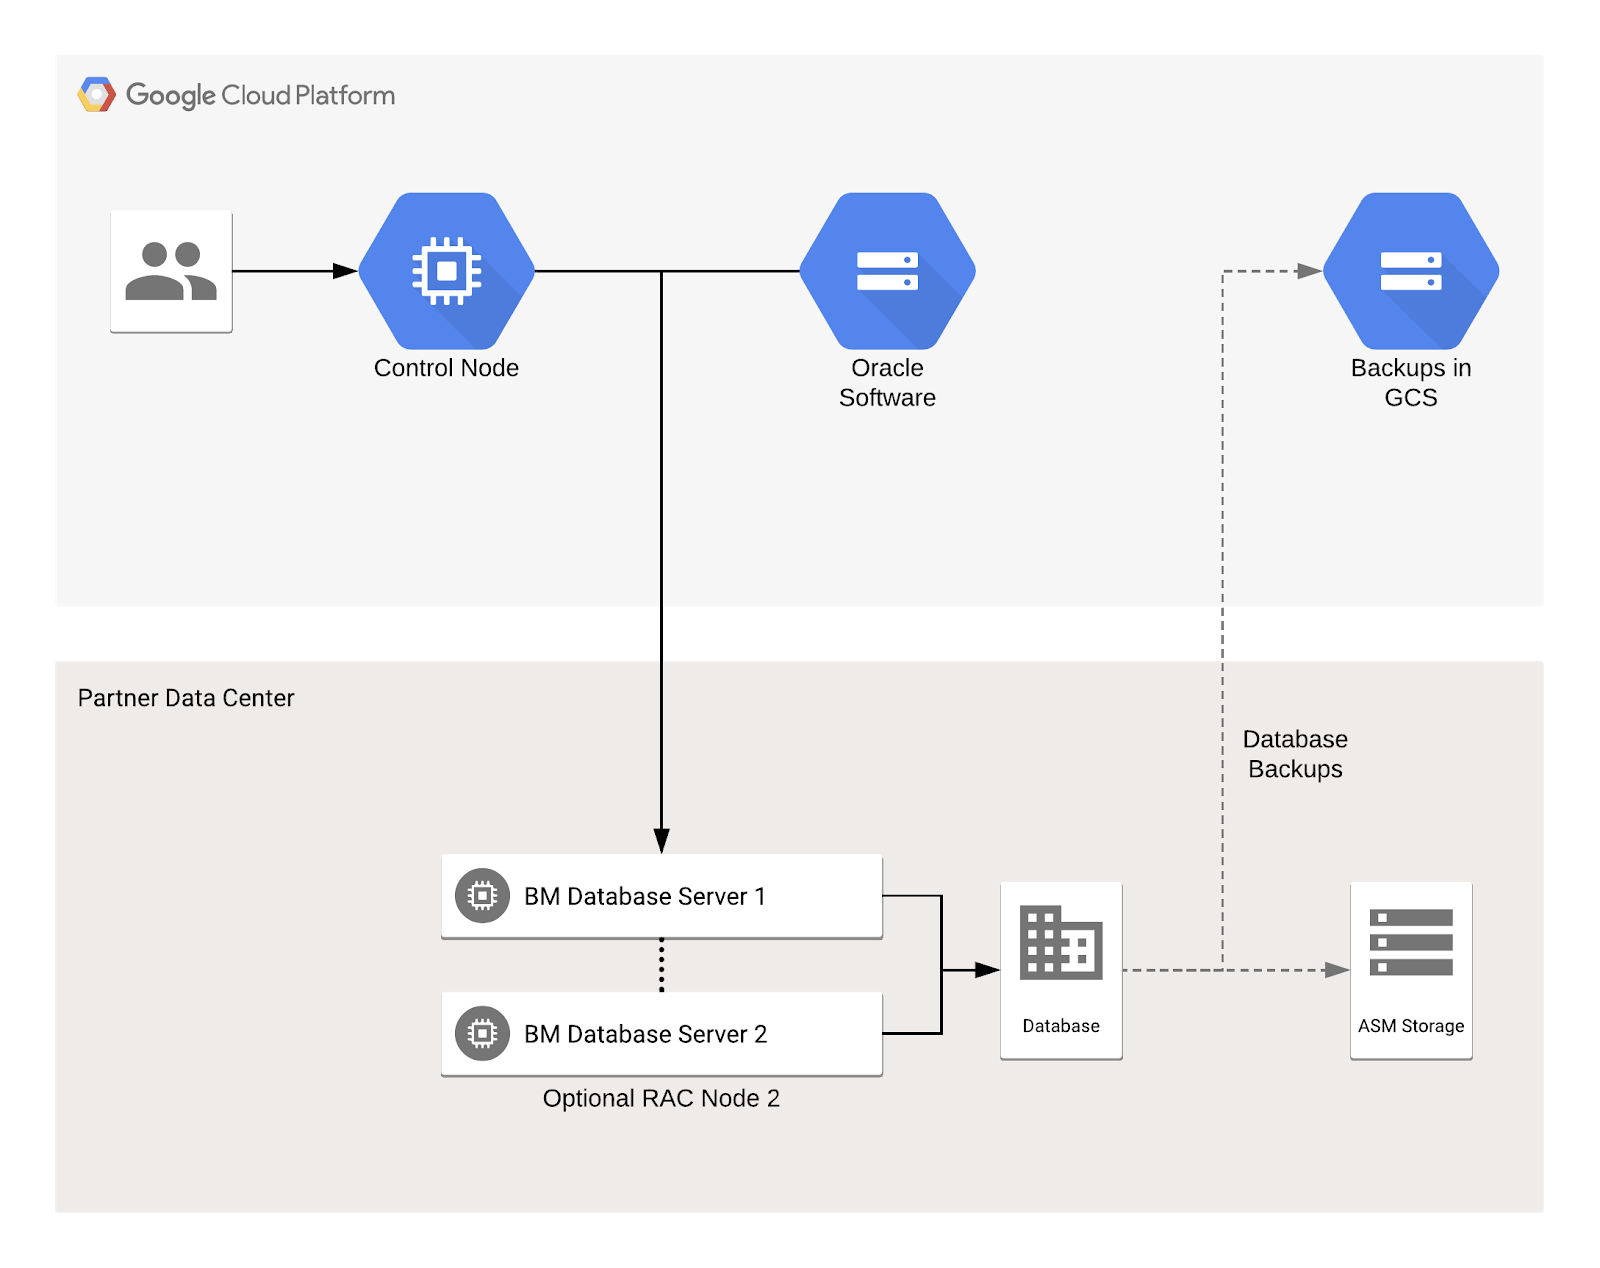 Google Cloud Platform
Control Node
Oracle
Software
Backups in
GCS
Partner Data Center
Database
Backups
BM Database Server 1
BM Database Server 2
Optional RAC Node 2
Database
ASM Storage